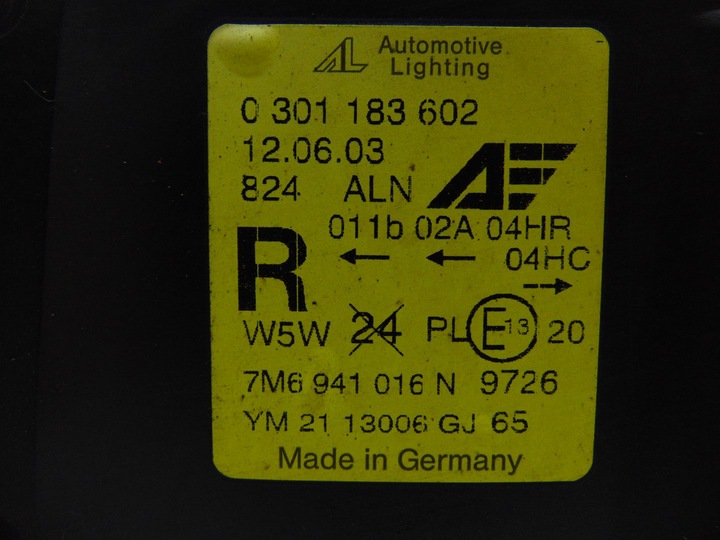 AL Automotive
Lighting
0 301 183 602
12.06.03
824 ALN
011b 02A 04HR
R ← ← 04HC
→
W5W 24 PL E 13 20
7M6 941 016 N 9726
YM 21 13006 GJ 65
Made in Germany